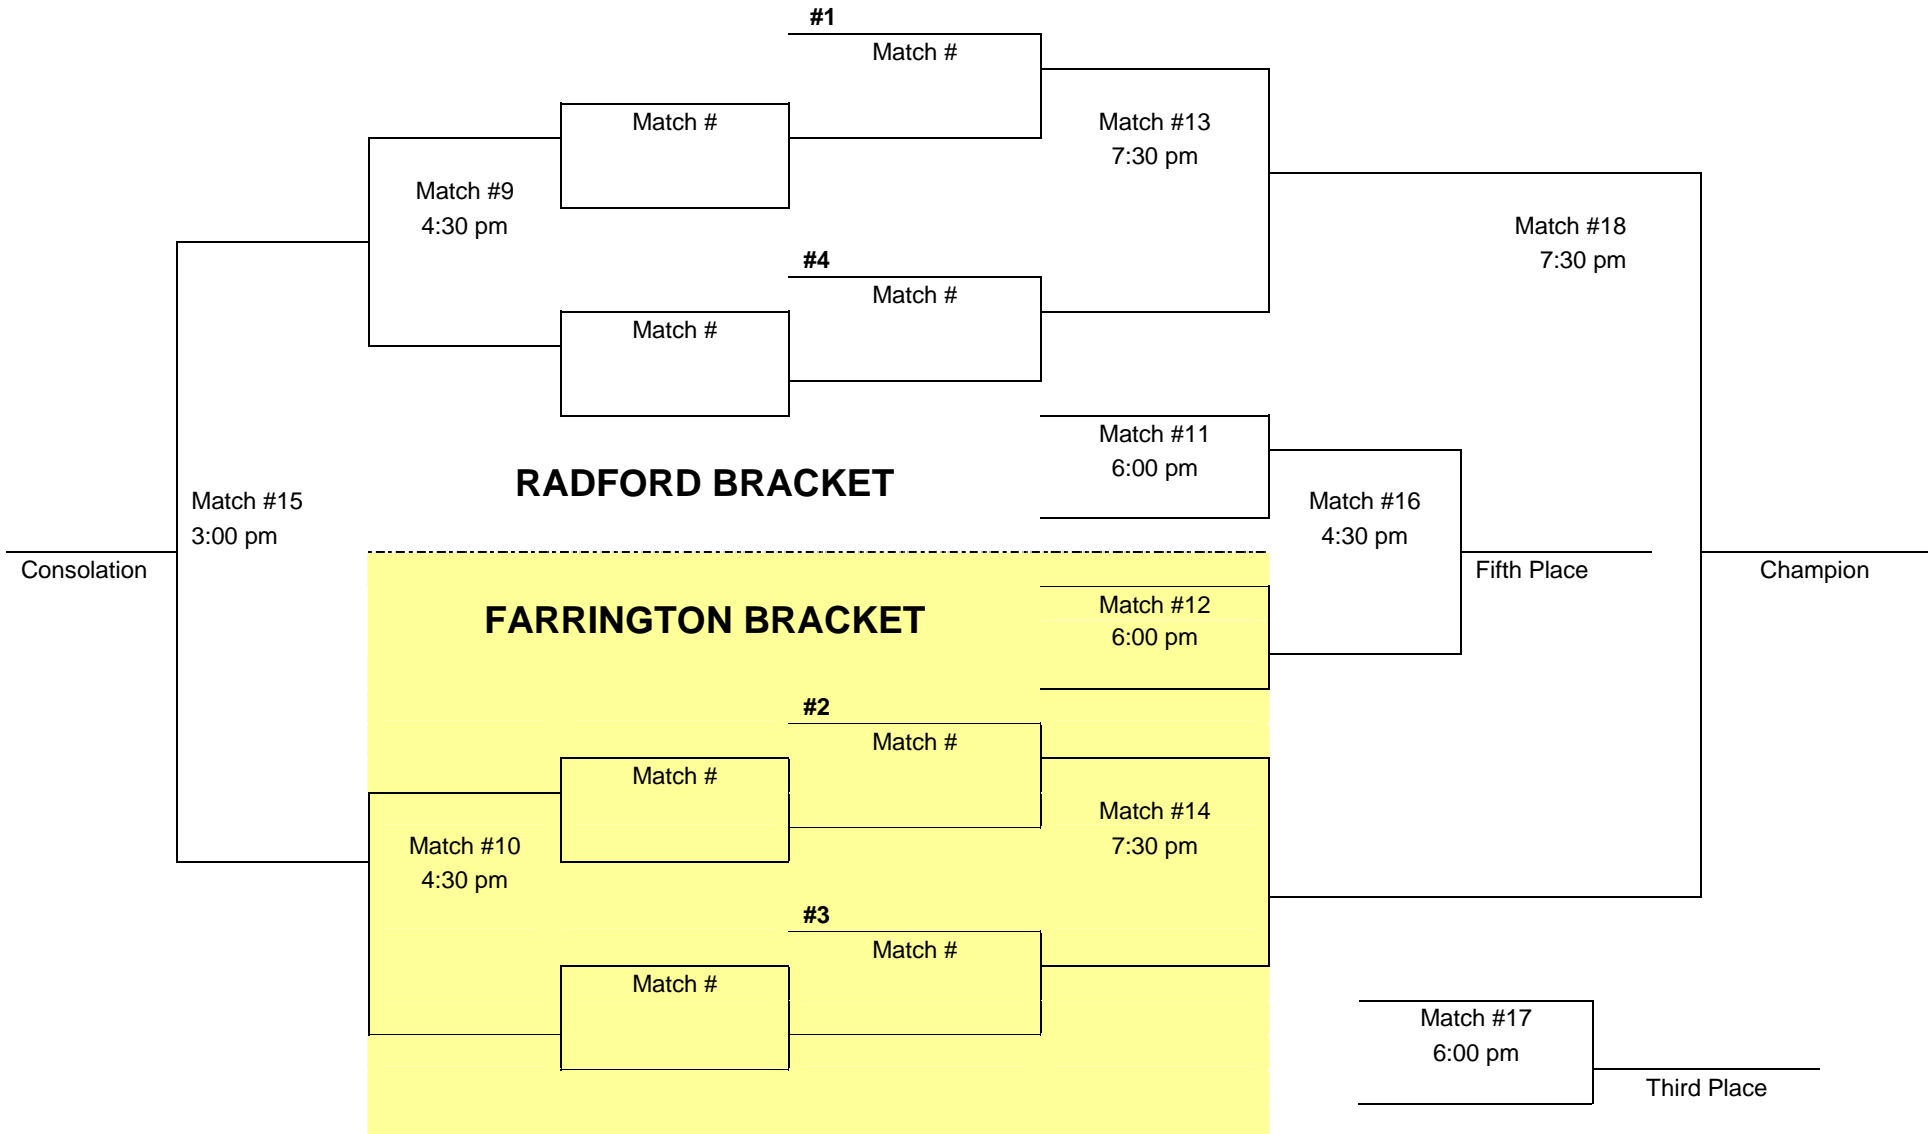 #1
Match #
Match #
Match #13
7:30 pm
Match #9
4:30 pm
Match #18
7:30 pm
#4
Match #
Match #
Match #11
6:00 pm
RADFORD BRACKET
Match #15
3:00 pm
Match #16
4:30 pm
Consolation
Fifth Place
Champion
FARRINGTON BRACKET
Match #12
6:00 pm
#2
Match #
Match #
Match #14
7:30 pm
Match #10
4:30 pm
#3
Match #
Match #
Match #17
6:00 pm
Third Place